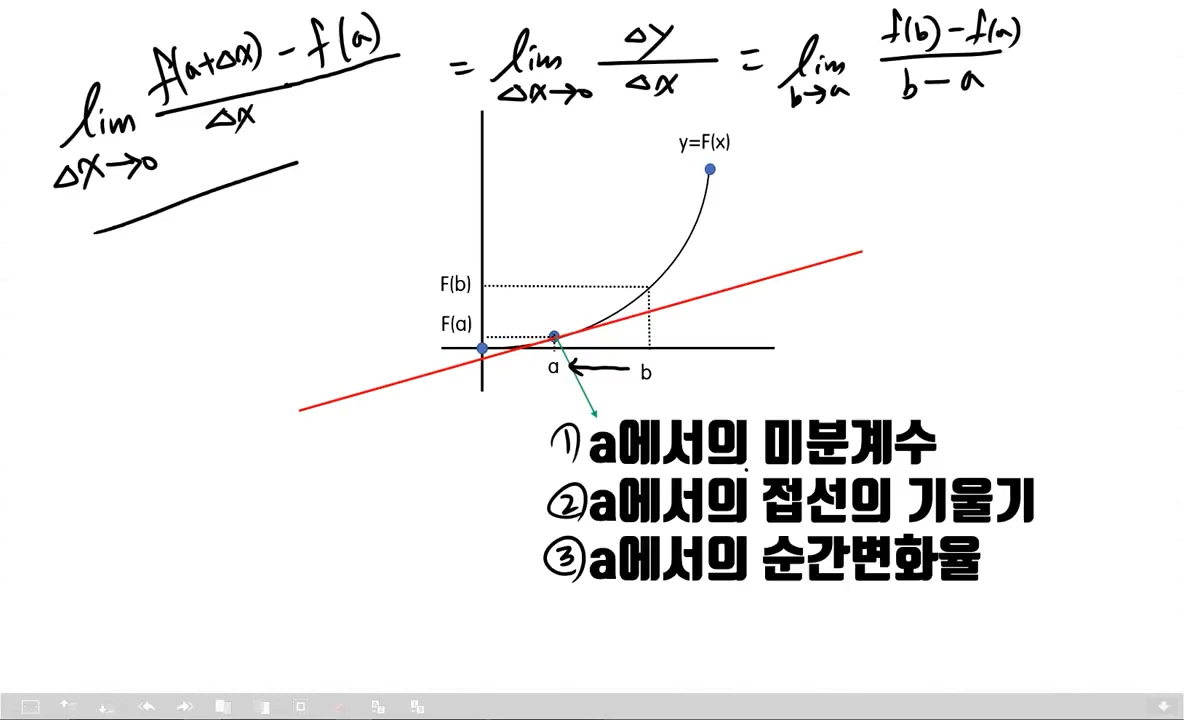 lim Δx→0 f(a+Δx) - f(a) / Δx = lim Δx→0 Δy / Δx = lim b→a f(b) - f(a) / b - a
y=F(x)
F(b)
F(a)
a b
① a에서의 미분계수
② a에서의 접선의 기울기
③ a에서의 순간변화율